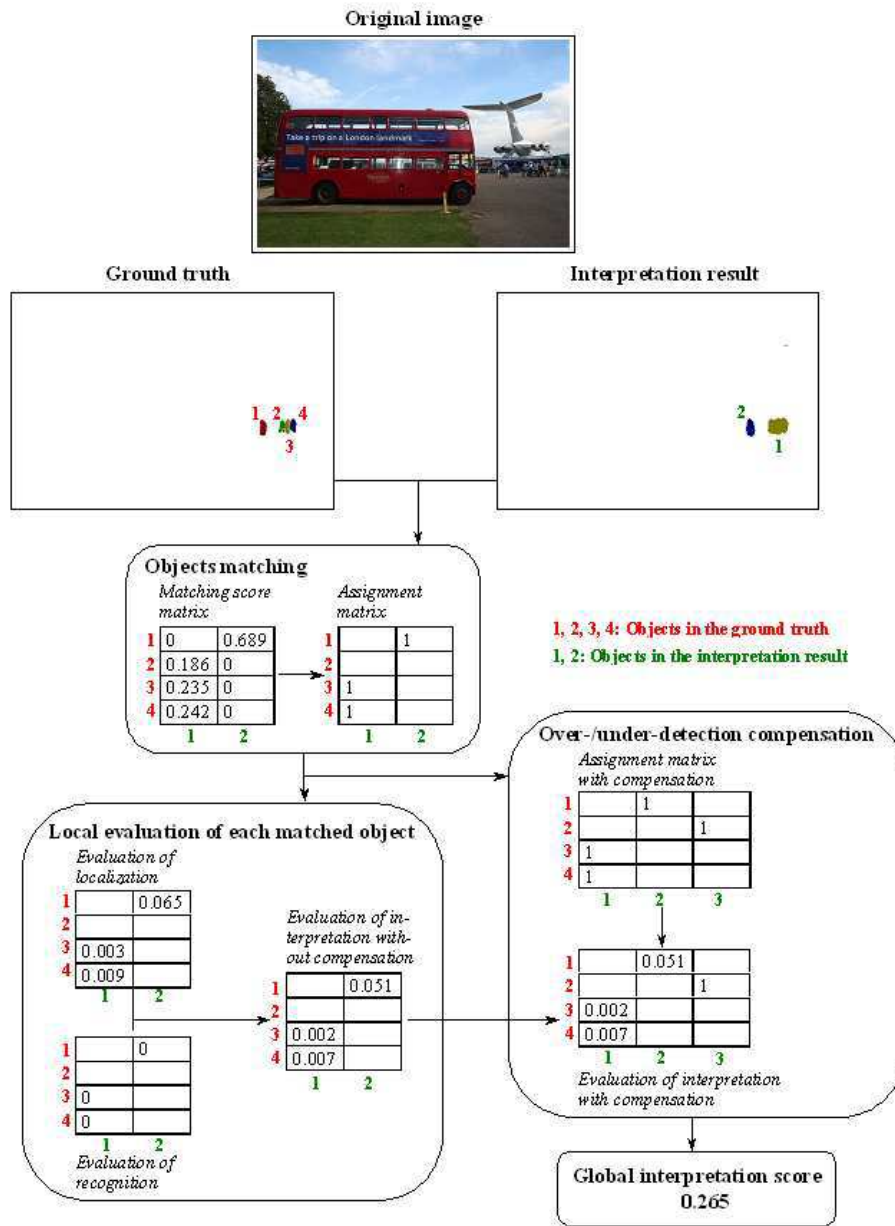 Original image
Take a trip on a London landmark
Ground truth
Interpretation result
1 2 4
3
2
1
Objects matching
Matching score
matrix
Assignment
matrix
1 0 0.689
2 0.186 0
3 0.235 0
4 0.242 0
1 2
1 1
2
3 1
4 1
1 2
1, 2, 3, 4: Objects in the ground truth
1, 2: Objects in the interpretation result
Over-/under-detection compensation
Assignment matrix
with compensation
1 1
2 1
3 1
4 1
1 2 3
Local evaluation of each matched object
Evaluation of
localization
1 0.065
2
3 0.003
4 0.009
1 2
Evaluation of in-
terpretation with-
out compensation
1 0.051
2
3 0.002
4 0.007
1 2
1 0.051
2 1
3 0.002
4 0.007
1 2 3
Evaluation of interpretation
with compensation
1 0
2
3 0
4 0
1 2
Evaluation of
recognition
Global interpretation score
0.265